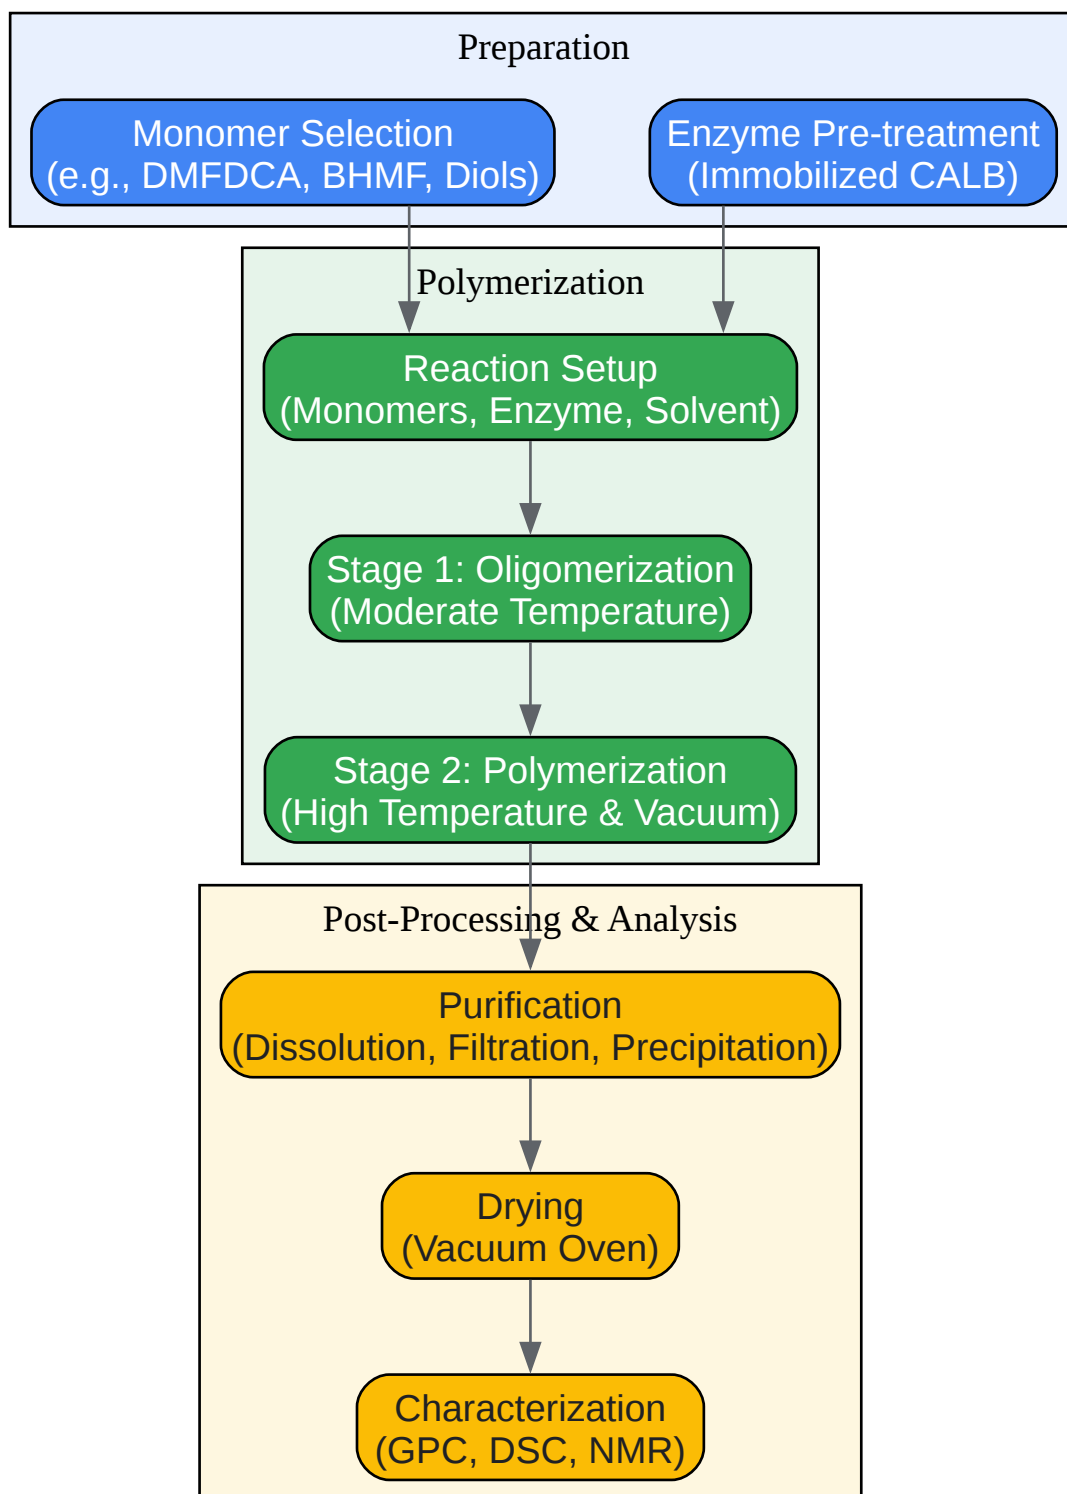 Preparation
Monomer Selection
(e.g., DMFDCA, BHMF, Diols)
Enzyme Pre-treatment
(Immobilized CALB)
Polymerization
Reaction Setup
(Monomers, Enzyme, Solvent)
Stage 1: Oligomerization
(Moderate Temperature)
Stage 2: Polymerization
(High Temperature & Vacuum)
Post-Processing & Analysis
Purification
(Dissolution, Filtration, Precipitation)
Drying
(Vacuum Oven)
Characterization
(GPC, DSC, NMR)